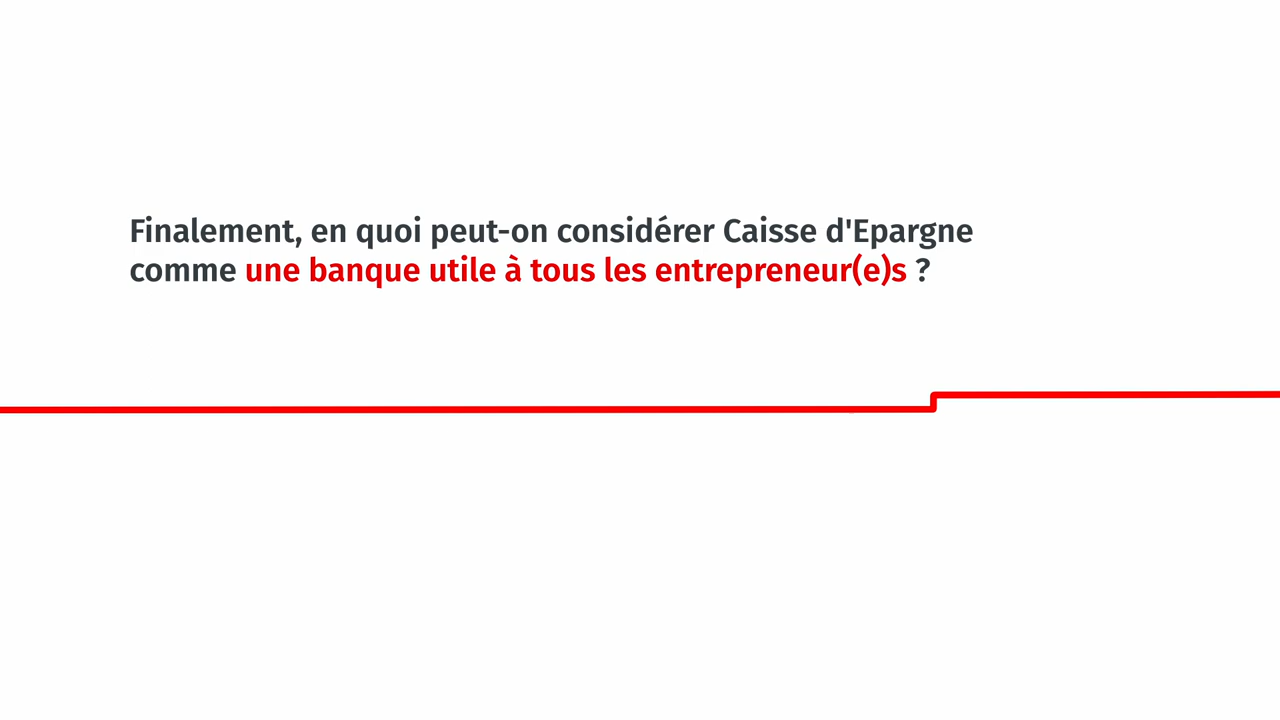 Finalement, en quoi peut-on considérer Caisse d'Epargne
comme une banque utile à tous les entrepreneur(e)s ?